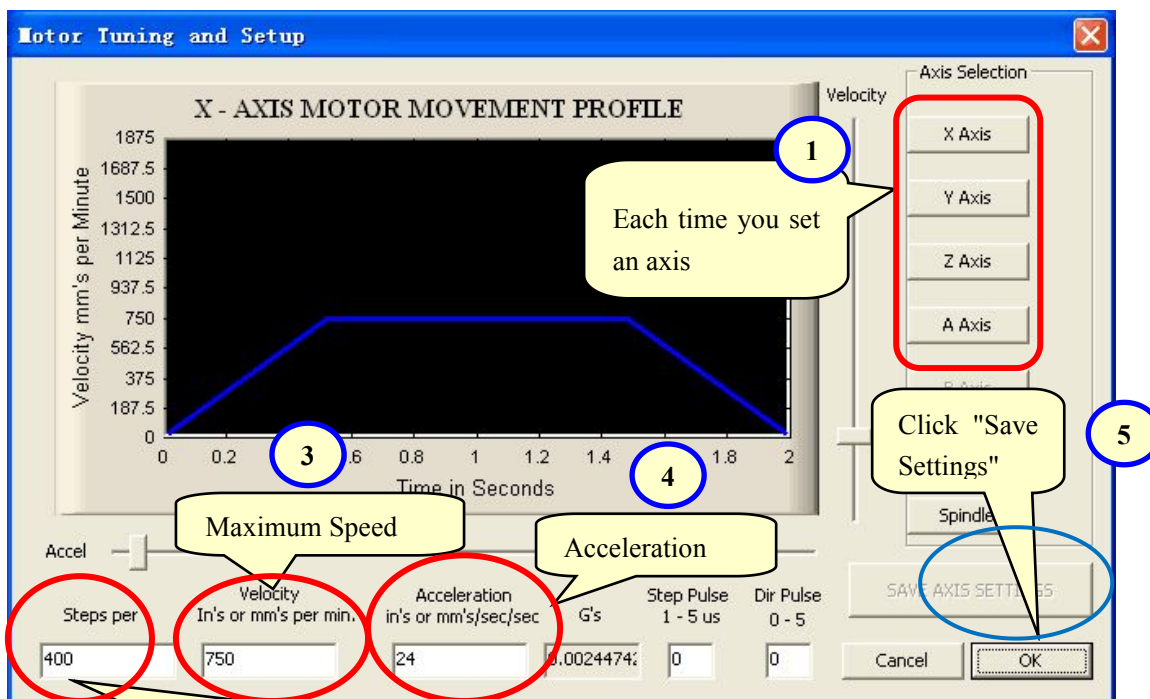 Motor Tuning and Setup
Axis Selection
Velocity
X - AXIS MOTOR MOVEMENT PROFILE
Velocity mm's per Minute
1875
1687.5
1500
1312.5
1125
937.5
750
562.5
375
187.5
0
0 0.2 .6 0.8 1 1.2 1.4 1.8 2
Time in Seconds
1
Each time you set
an axis
X Axis
Y Axis
Z Axis
A Axis
B Axis
Click "Save
Settings"
5
3
4
Spindle
Maximum Speed
Acceleration
Accel
Steps per
Velocity
In's or mm's per min.
Acceleration
in's or mm's/sec/sec
G's
Step Pulse
1 - 5 us
Dir Pulse
0 - 5
SAVE AXIS SETTINGS
400
750
24
0.00244742
0
0
Cancel
OK